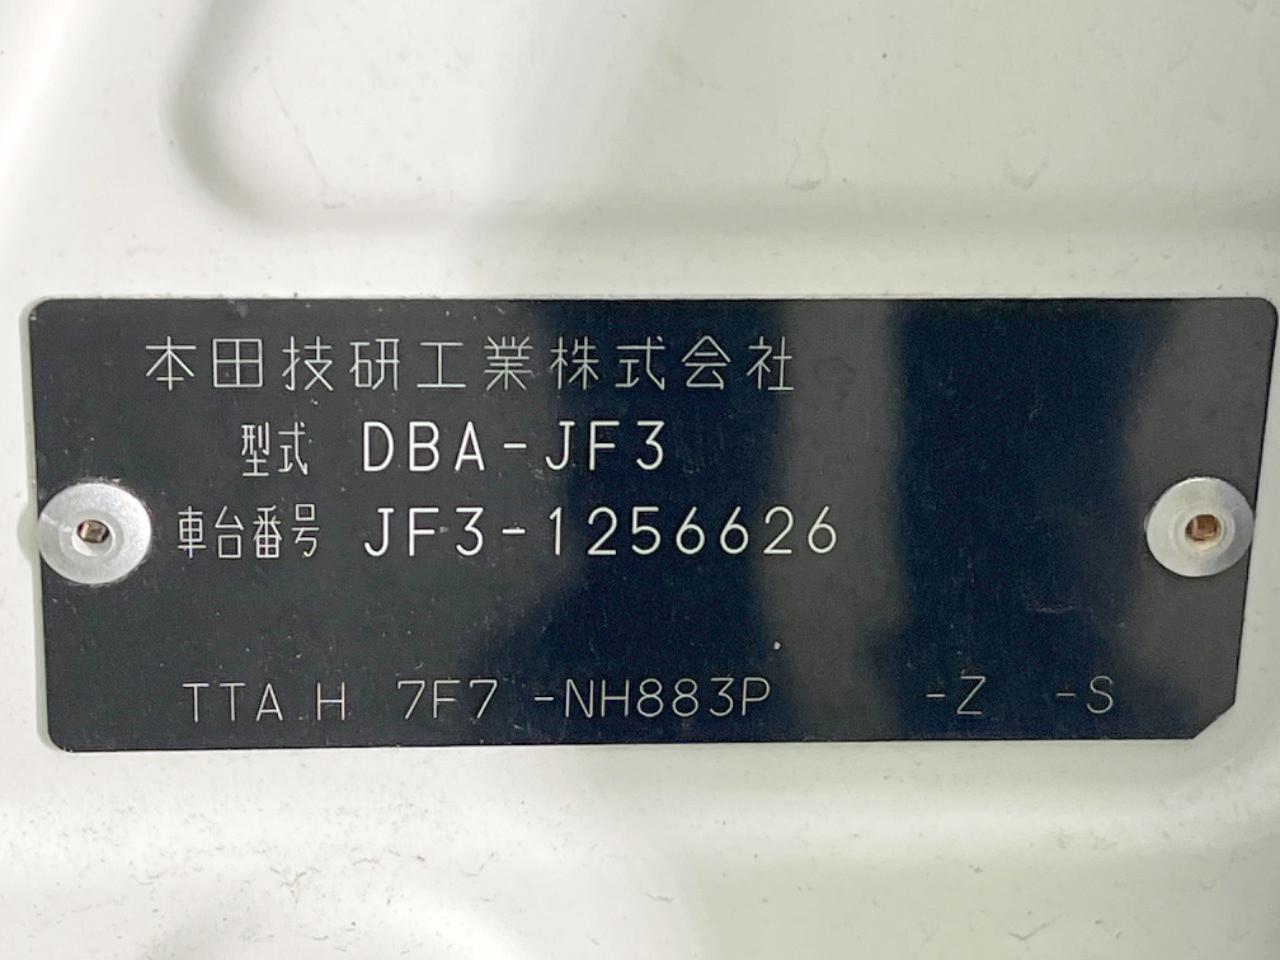 本田技研工業株式会社
型式 DBA-JF3
車台番号 JF3-1256626
TTA H 7F7 -NH883P -Z -S